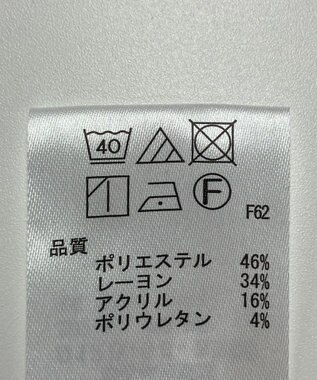 40
F
F62
品質
ポリエステル 46%
レーヨン 34%
アクリル 16%
ポリウレタン 4%